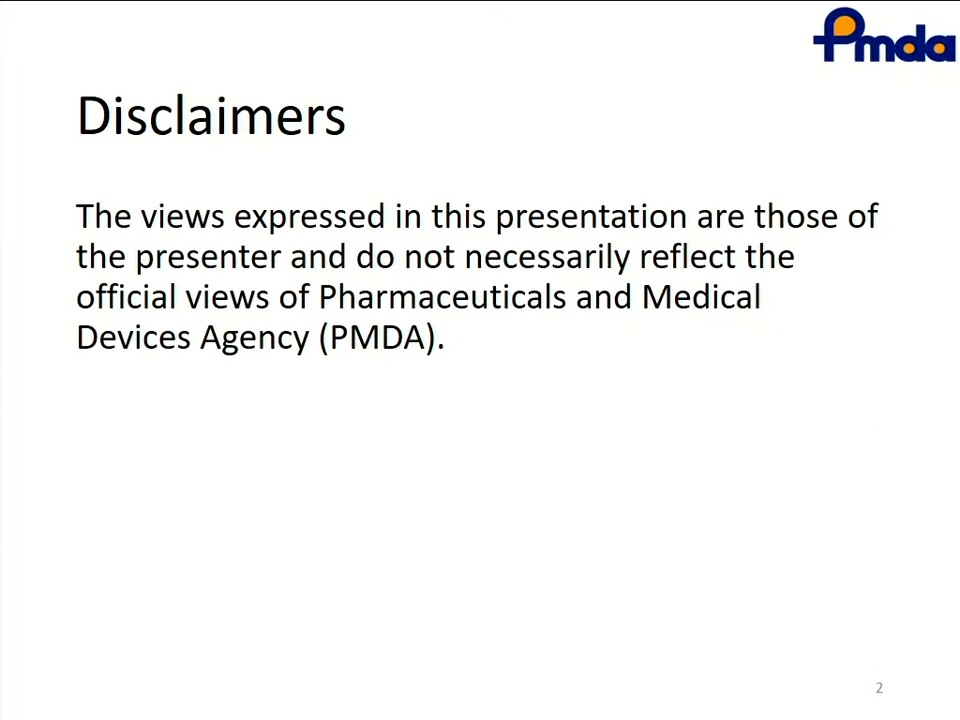 Pmda
Disclaimers
The views expressed in this presentation are those of
the presenter and do not necessarily reflect the
official views of Pharmaceuticals and Medical
Devices Agency (PMDA).
2